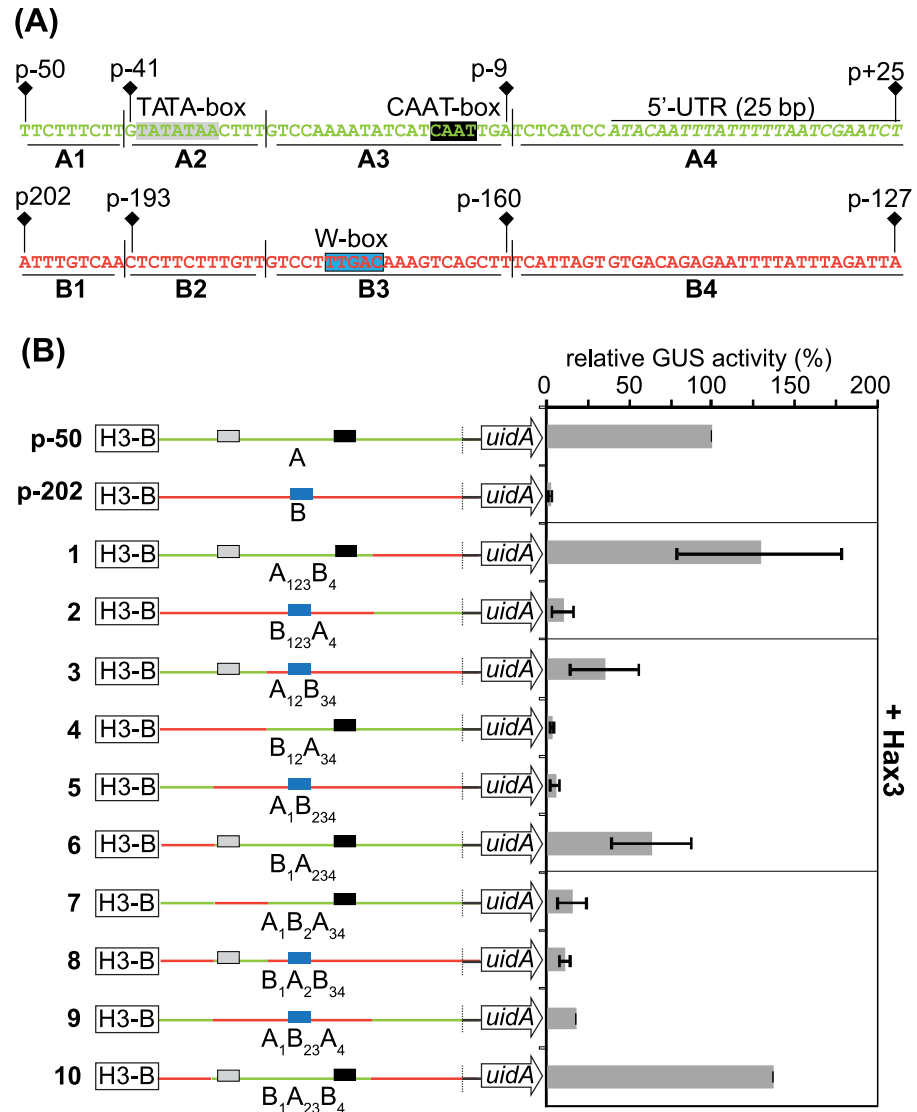 (A)
p-50 p-41 p-9 p+25
TATA-box CAAT-box 5'-UTR (25 bp)
TTCTTTCTTGTATATAACTTTGTCCAAAATATCATCAATTGATCTCATCCATACAATTTATTTTTAATCGAATCT
A1 A2 A3 A4
p202 p-193 p-160 p-127
W-box
ATTTGTCAACTCTTCTTTGTTGTCCTTTGACAAAGTCAGCTTTCATTAGTGTGACAGAGAATTTTATTTAGATTA
B1 B2 B3 B4
(B)
relative GUS activity (%)
0 50 100 150 200
p-50 H3-B A uidA
p-202 H3-B B uidA
1 H3-B A123B4 uidA
2 H3-B B123A4 uidA
3 H3-B A12B34 uidA
4 H3-B B12A34 uidA
5 H3-B A1B234 uidA
6 H3-B B1A234 uidA
7 H3-B A1B2A34 uidA
8 H3-B B1A2B34 uidA
9 H3-B A1B23A4 uidA
10 H3-B B1A23B4 uidA
+ Hax3